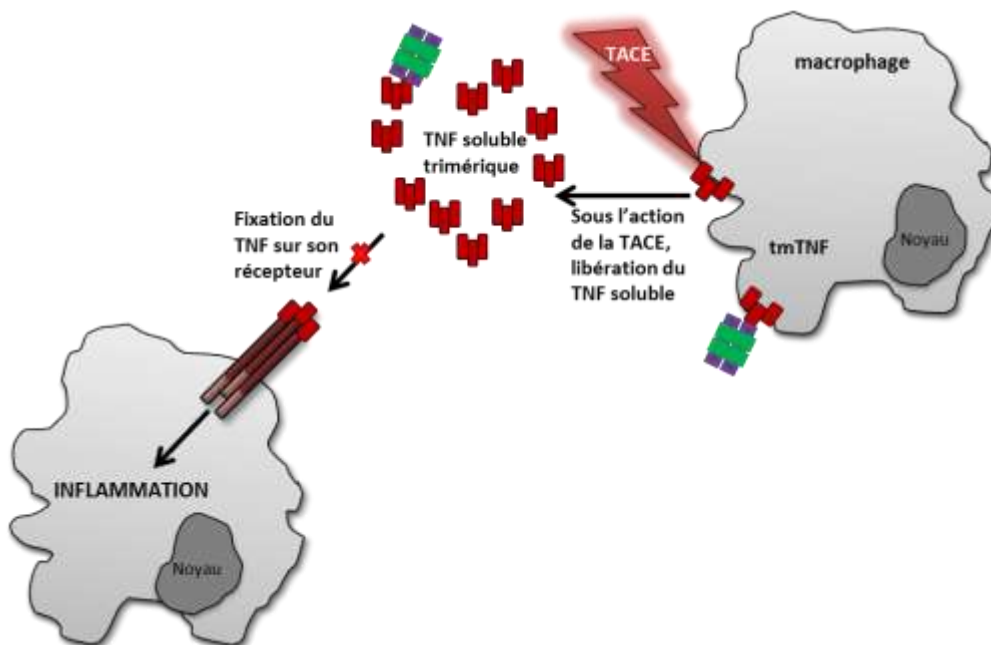 TACE
macrophage
TNF soluble
trimérique
Fixation du
TNF sur son
récepteur
Sous l'action
de la TACE,
libération du
TNF soluble
tmTNF
Noyau
INFLAMMATION
Noyau